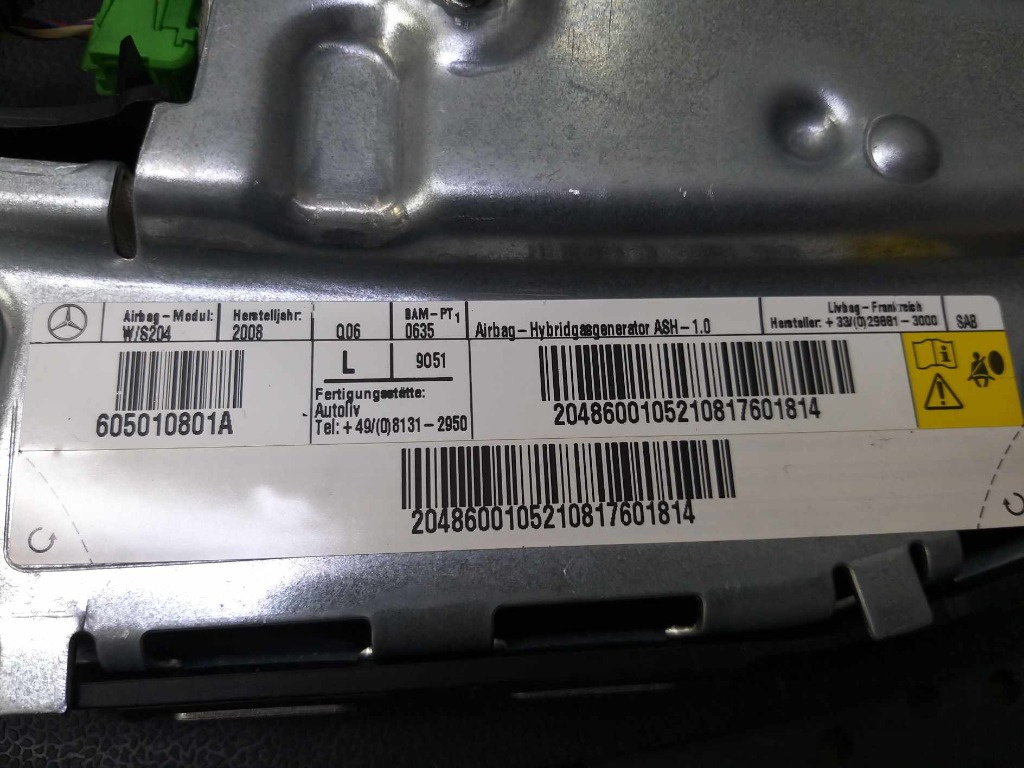 Airbag-Modul:
W/S204
Herstelljahr:
2008
Q06
BAM-PT1
0635
Airbag-Hybridgasgenerator ASH-1.0
Livbag-Frankreich
Hersteller: +33/(0)29881-3000
SAB
605010801A
L
9051
Fertigungsstätte:
Autoliv
Tel: +49/(0)8131-2950
2048600105210817601814
2048600105210817601814